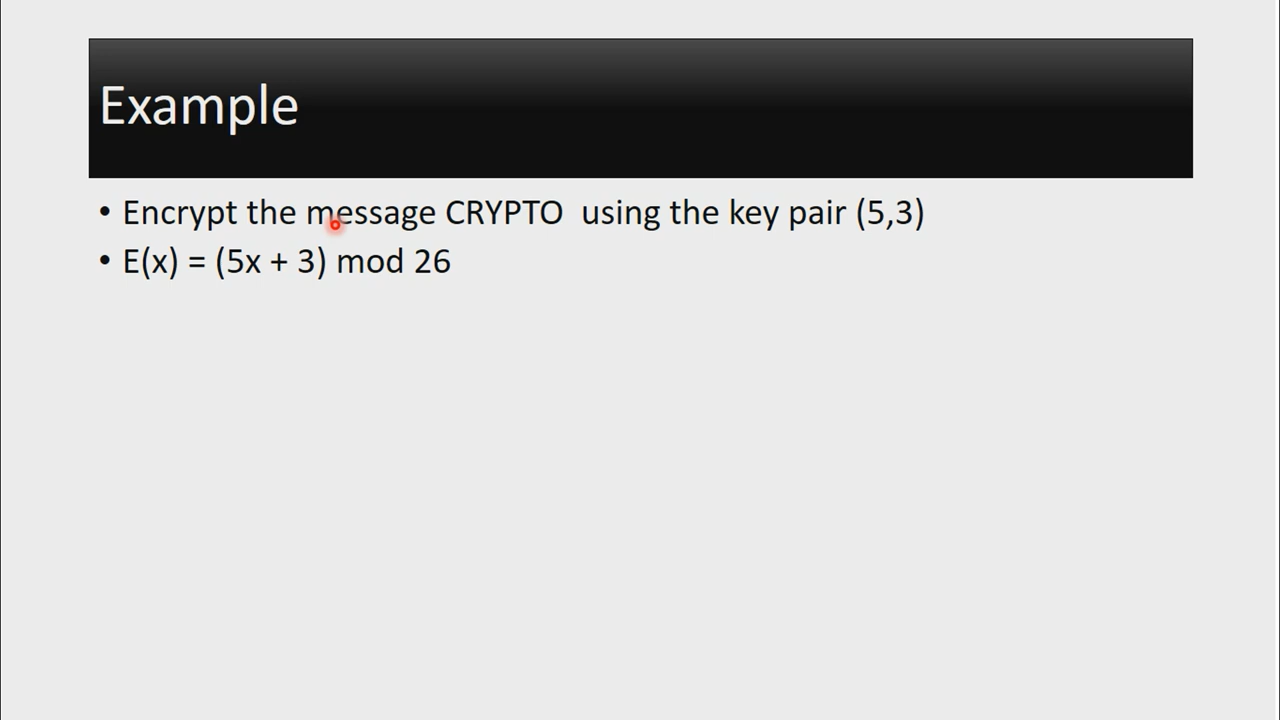 Example
• Encrypt the message CRYPTO using the key pair (5,3)
• E(x) = (5x + 3) mod 26